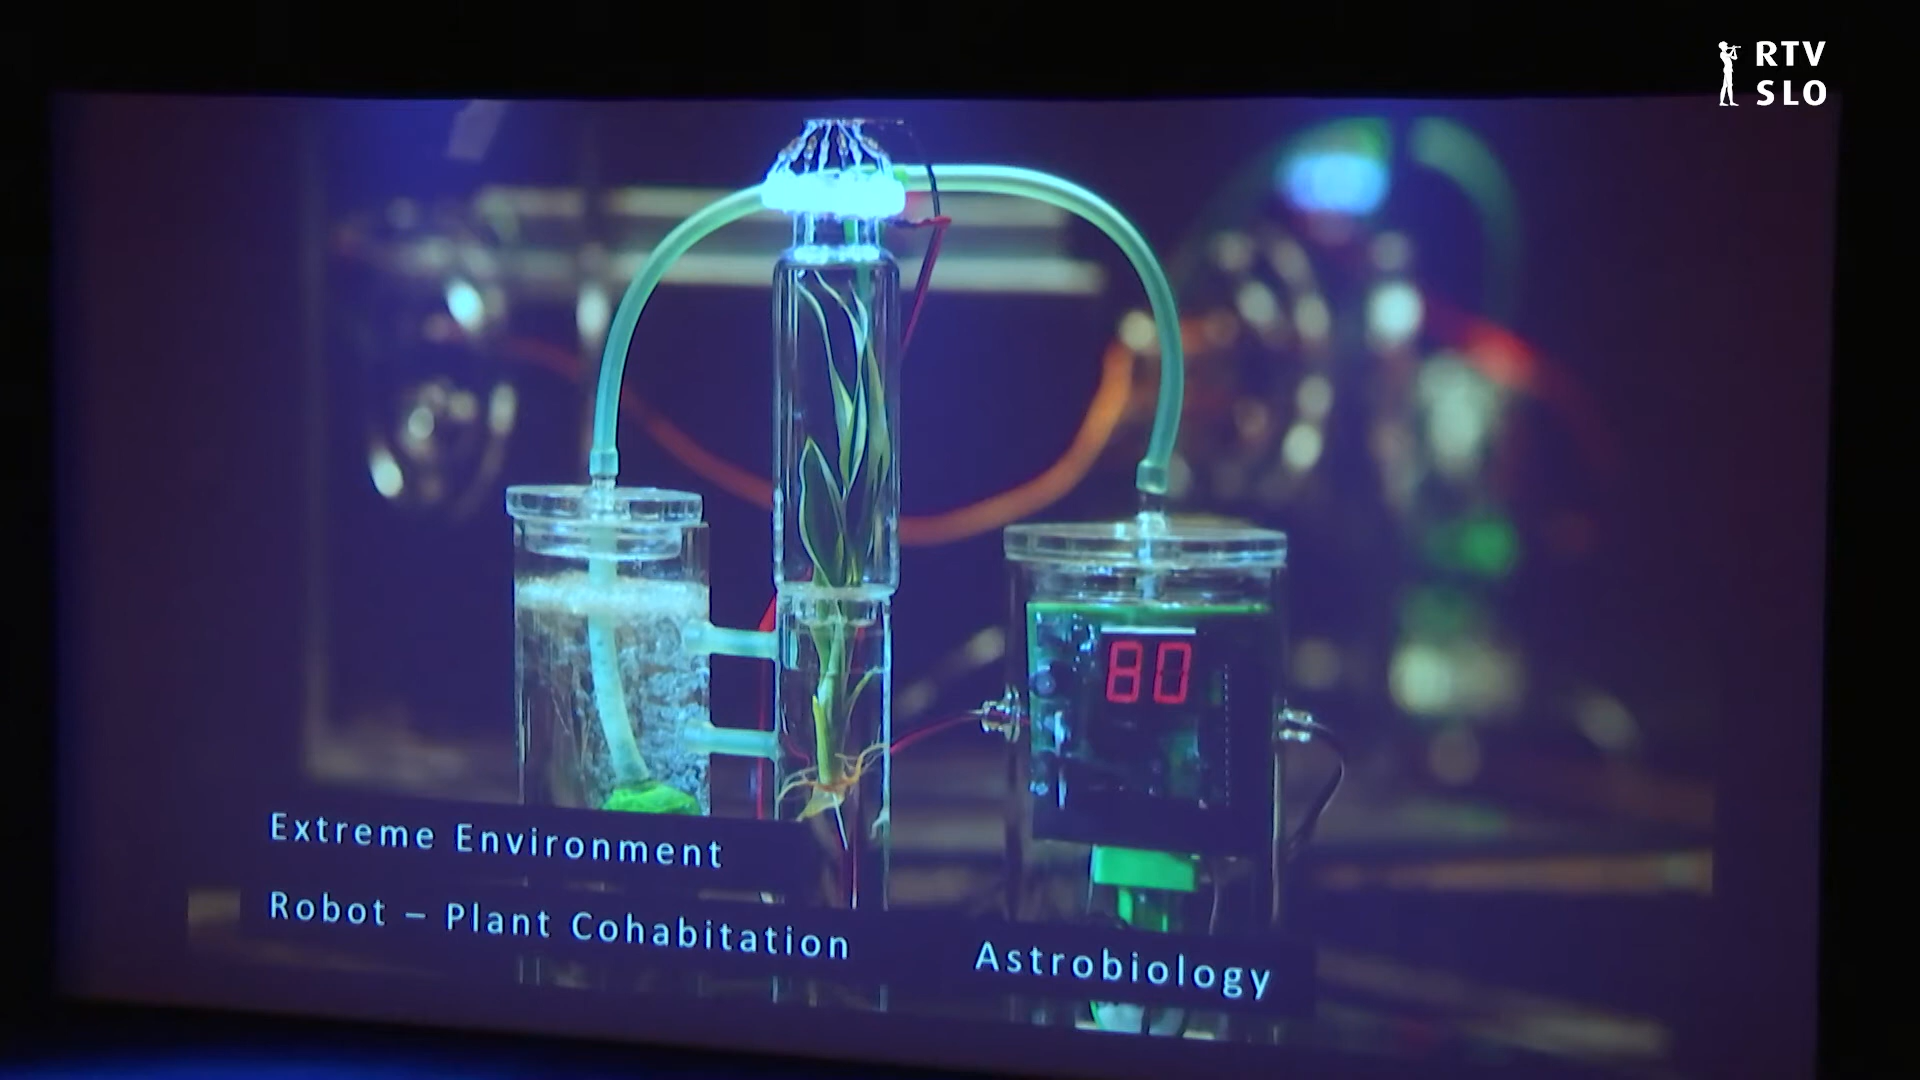 RTV
SLO
80
Extreme Environment
Robot – Plant Cohabitation
Astrobiology